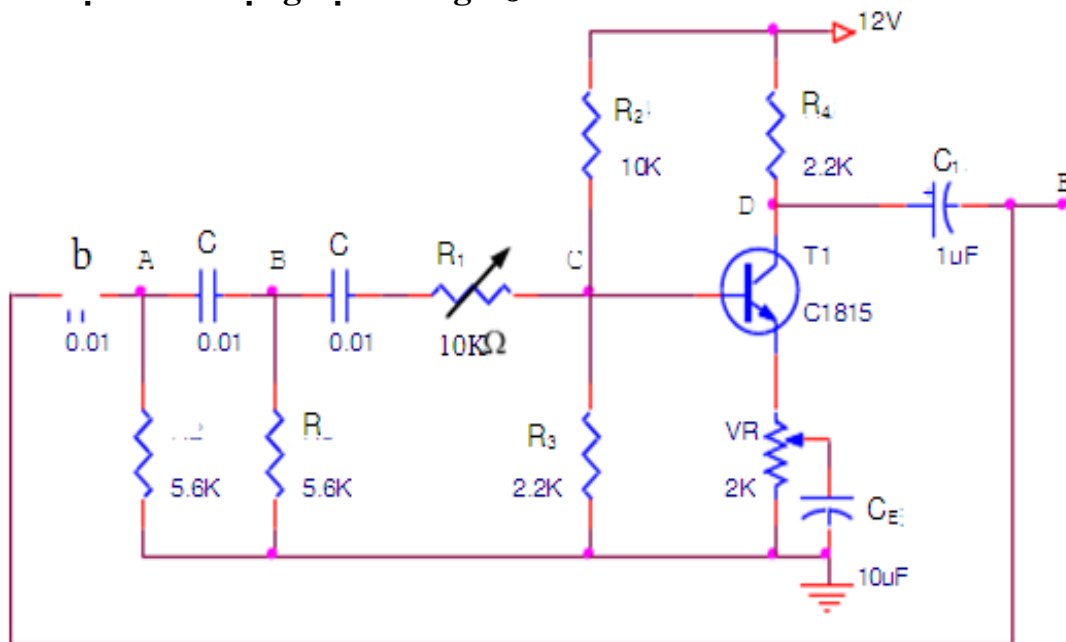 12V
R₂
R₄
10K
2.2K
C₁
D
E
b
A
C
B
C
R₁
C
T1
1uF
0.01
0.01
0.01
10KΩ
C1815
R
R₃
VR
5.6K
5.6K
2.2K
2K
C_E
10uF